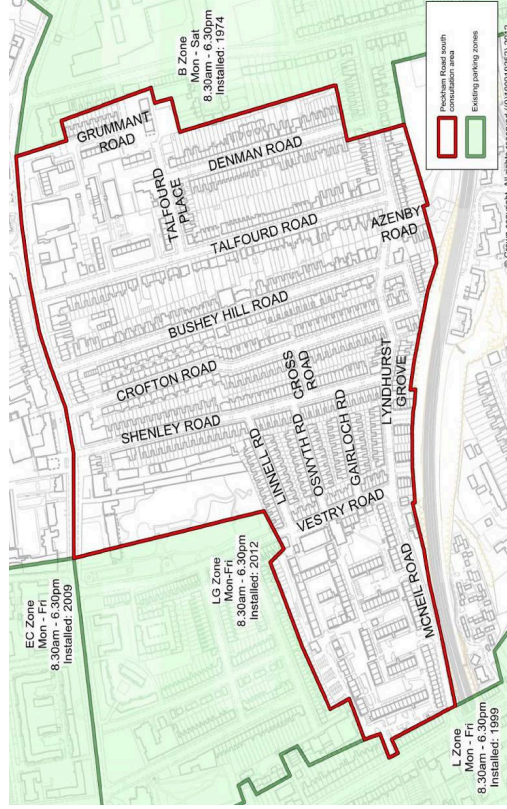 EC Zone
Mon - Fri
8.30am - 6.30pm
Installed: 2009
B Zone
Mon - Sat
8.30am - 6.30pm
Installed: 1974
LG Zone
Mon-Fri
8.30am - 6.30pm
Installed: 2012
L Zone
Mon - Fri
8.30am - 6.30pm
Installed: 1999
GRUMMANT
ROAD
TALFOURD
PLACE
DENMAN ROAD
TALFOURD ROAD
BUSHEY HILL ROAD
CROFTON ROAD
SHENLEY ROAD
AZENBY
ROAD
CROSS
ROAD
LINNELL RD
OSWYTH RD
GAIRLOCH RD
LYNDHURST
GROVE
VESTRY ROAD
MCNEIL ROAD
Peckham Road south
consultation area
Existing parking zones